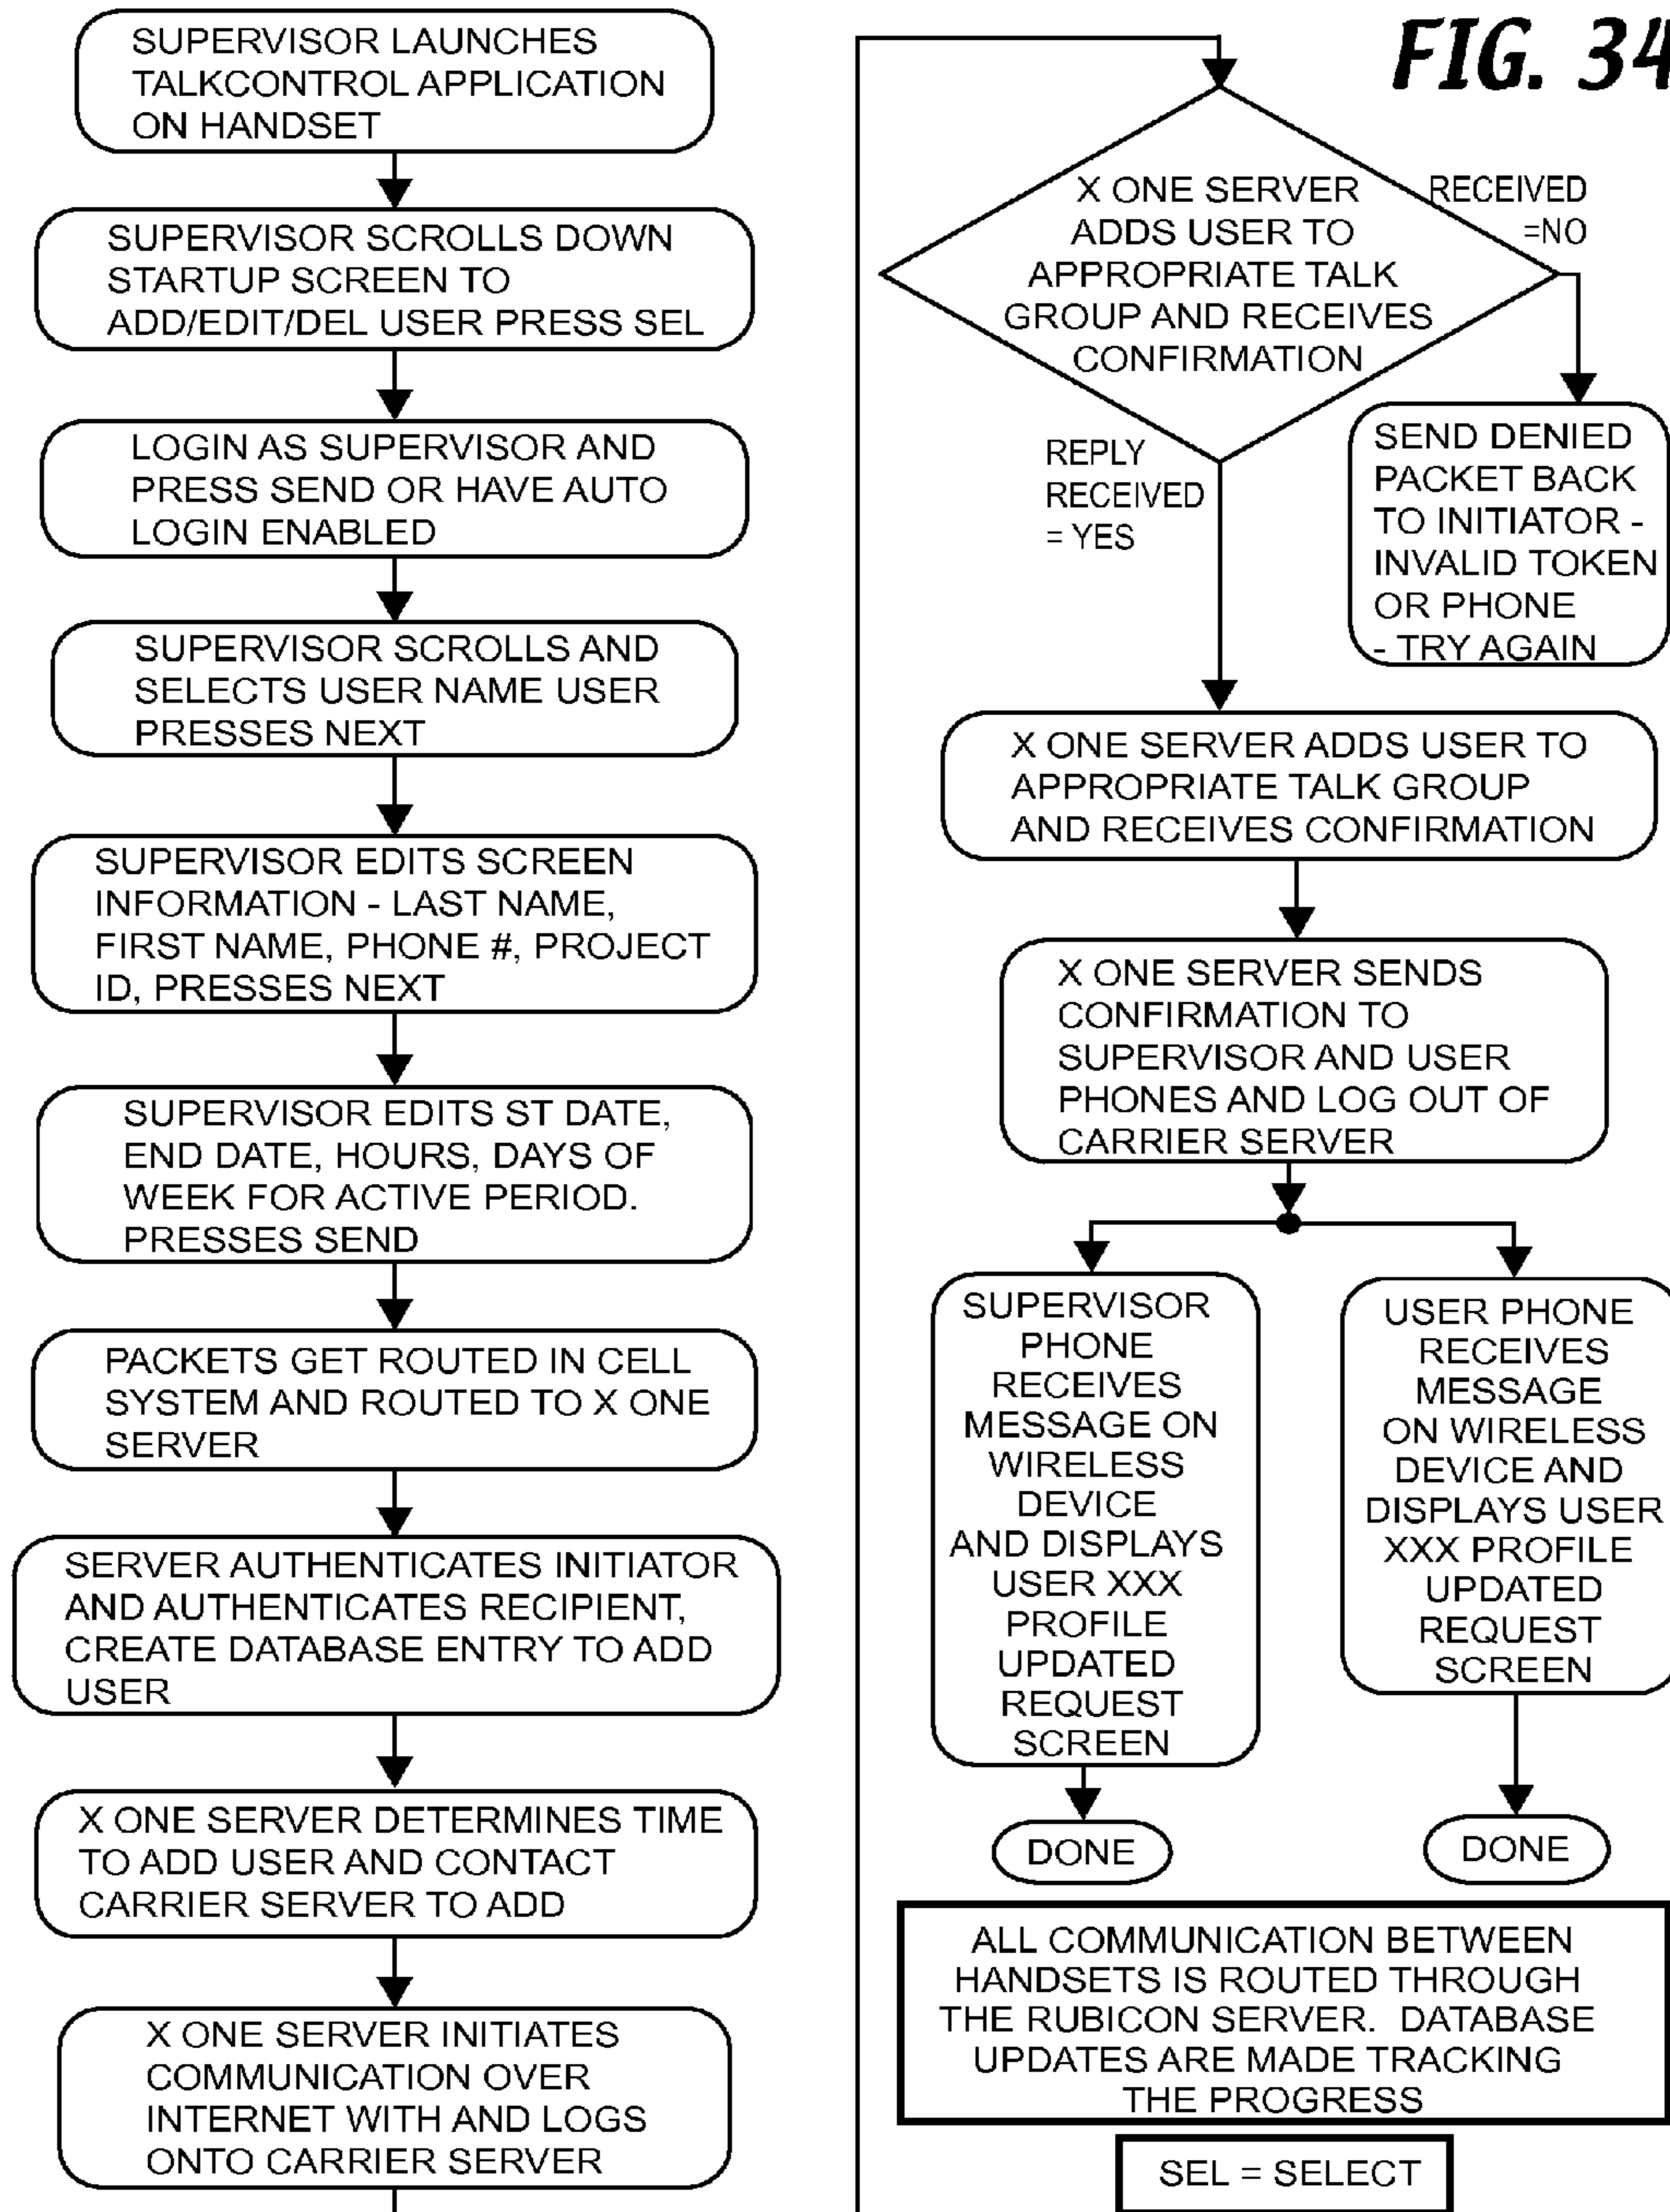 SUPERVISOR LAUNCHES
TALKCONTROL APPLICATION
ON HANDSET
SUPERVISOR SCROLLS DOWN
STARTUP SCREEN TO
ADD/EDIT/DEL USER PRESS SEL
LOGIN AS SUPERVISOR AND
PRESS SEND OR HAVE AUTO
LOGIN ENABLED
SUPERVISOR SCROLLS AND
SELECTS USER NAME USER
PRESSES NEXT
SUPERVISOR EDITS SCREEN
INFORMATION - LAST NAME,
FIRST NAME, PHONE #, PROJECT
ID, PRESSES NEXT
SUPERVISOR EDITS ST DATE,
END DATE, HOURS, DAYS OF
WEEK FOR ACTIVE PERIOD.
PRESSES SEND
PACKETS GET ROUTED IN CELL
SYSTEM AND ROUTED TO X ONE
SERVER
SERVER AUTHENTICATES INITIATOR
AND AUTHENTICATES RECIPIENT,
CREATE DATABASE ENTRY TO ADD
USER
X ONE SERVER DETERMINES TIME
TO ADD USER AND CONTACT
CARRIER SERVER TO ADD
X ONE SERVER INITIATES
COMMUNICATION OVER
INTERNET WITH AND LOGS
ONTO CARRIER SERVER
FIG. 34
X ONE SERVER
ADDS USER TO
APPROPRIATE TALK
GROUP AND RECEIVES
CONFIRMATION
RECEIVED
=NO
SEND DENIED
PACKET BACK
TO INITIATOR -
INVALID TOKEN
OR PHONE
- TRY AGAIN
REPLY
RECEIVED
= YES
X ONE SERVER ADDS USER TO
APPROPRIATE TALK GROUP
AND RECEIVES CONFIRMATION
X ONE SERVER SENDS
CONFIRMATION TO
SUPERVISOR AND USER
PHONES AND LOG OUT OF
CARRIER SERVER
SUPERVISOR
PHONE
RECEIVES
MESSAGE ON
WIRELESS
DEVICE
AND DISPLAYS
USER XXX
PROFILE
UPDATED
REQUEST
SCREEN
DONE
USER PHONE
RECEIVES
MESSAGE
ON WIRELESS
DEVICE AND
DISPLAYS USER
XXX PROFILE
UPDATED
REQUEST
SCREEN
DONE
ALL COMMUNICATION BETWEEN
HANDSETS IS ROUTED THROUGH
THE RUBICON SERVER. DATABASE
UPDATES ARE MADE TRACKING
THE PROGRESS
SEL = SELECT